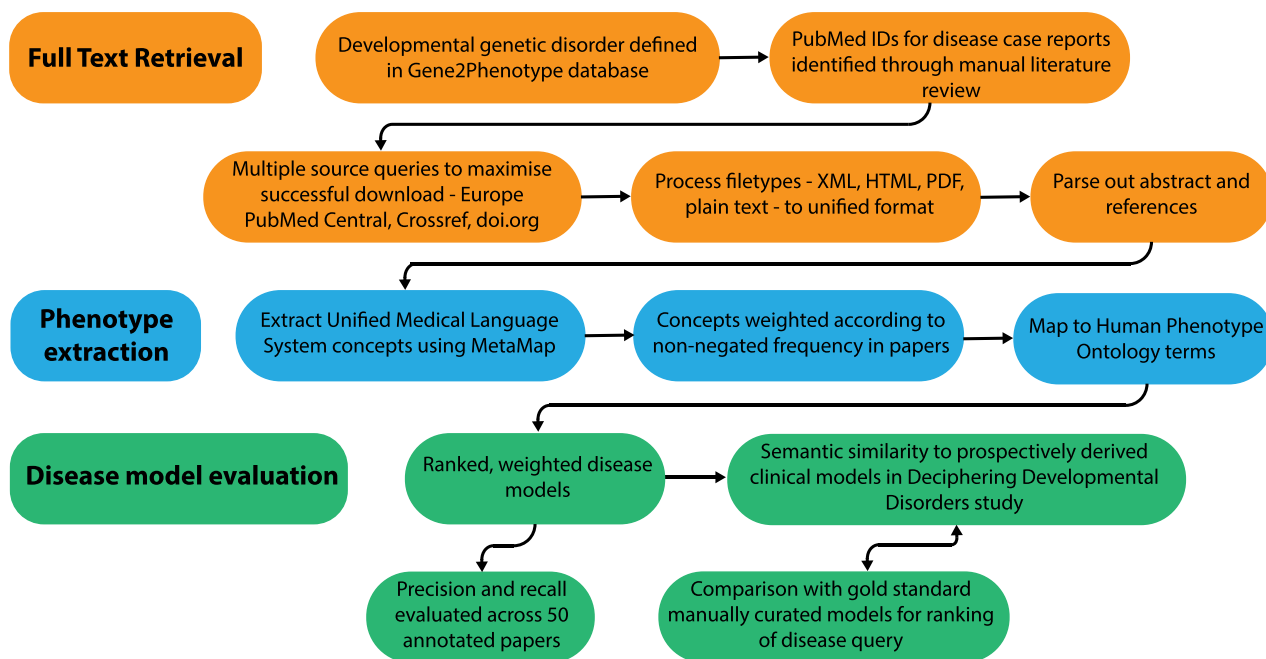 Full Text Retrieval
Developmental genetic disorder defined
in Gene2Phenotype database
PubMed IDs for disease case reports
identified through manual literature
review
Multiple source queries to maximise
successful download - Europe
PubMed Central, Crossref, doi.org
Process filetypes - XML, HTML, PDF,
plain text - to unified format
Parse out abstract and
references
Phenotype
extraction
Extract Unified Medical Language
System concepts using MetaMap
Concepts weighted according to
non-negated frequency in papers
Map to Human Phenotype
Ontology terms
Disease model evaluation
Ranked, weighted disease
models
Semantic similarity to prospectively derived
clinical models in Deciphering Developmental
Disorders study
Precision and recall
evaluated across 50
annotated papers
Comparison with gold standard
manually curated models for ranking
of disease query